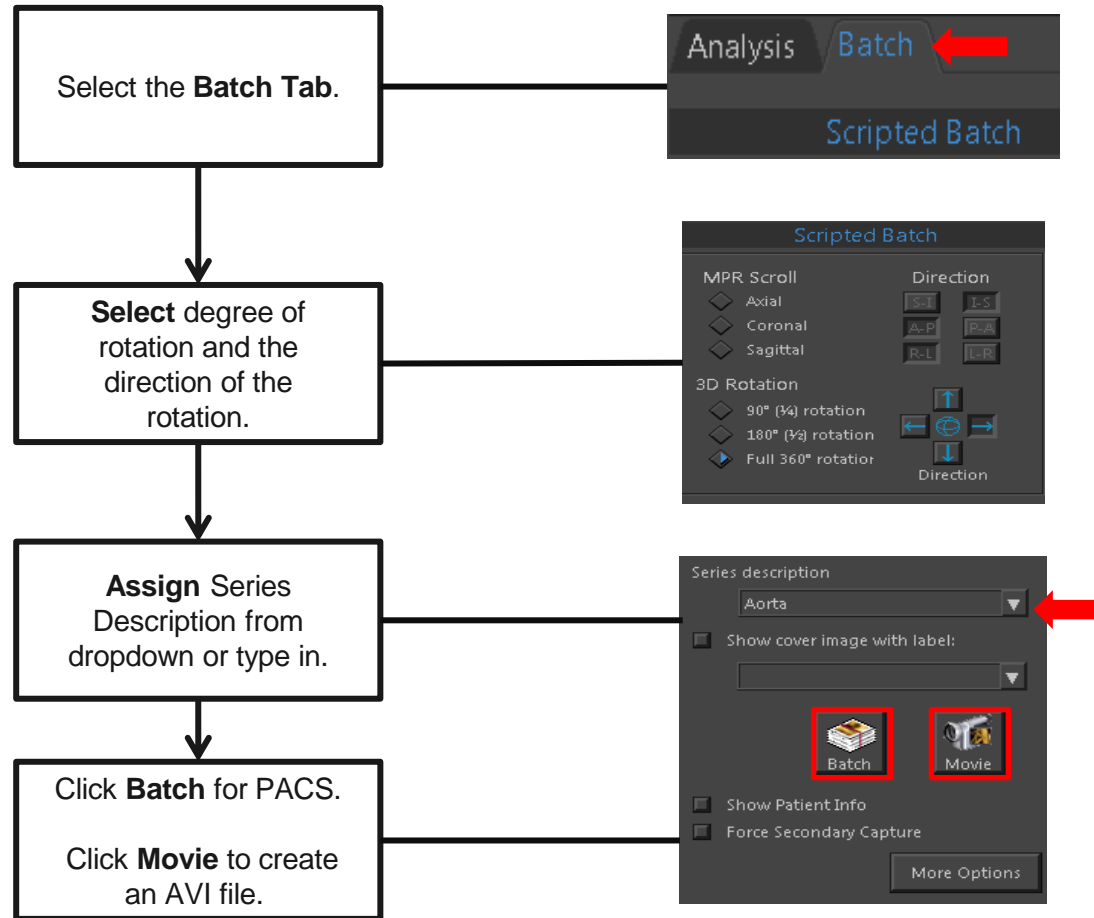 Select the Batch Tab.
Analysis Batch
Scripted Batch
Select degree of
rotation and the
direction of the
rotation.
Scripted Batch
MPR Scroll Direction
Axial S-I I-S
Coronal A-P P-A
Sagittal R-L L-R
3D Rotation
90° (¼) rotation
180° (½) rotation
Full 360° rotation
Direction
Assign Series
Description from
dropdown or type in.
Series description
Aorta
Show cover image with label:
Batch Movie
Show Patient Info
Force Secondary Capture
More Options
Click Batch for PACS.
Click Movie to create
an AVI file.